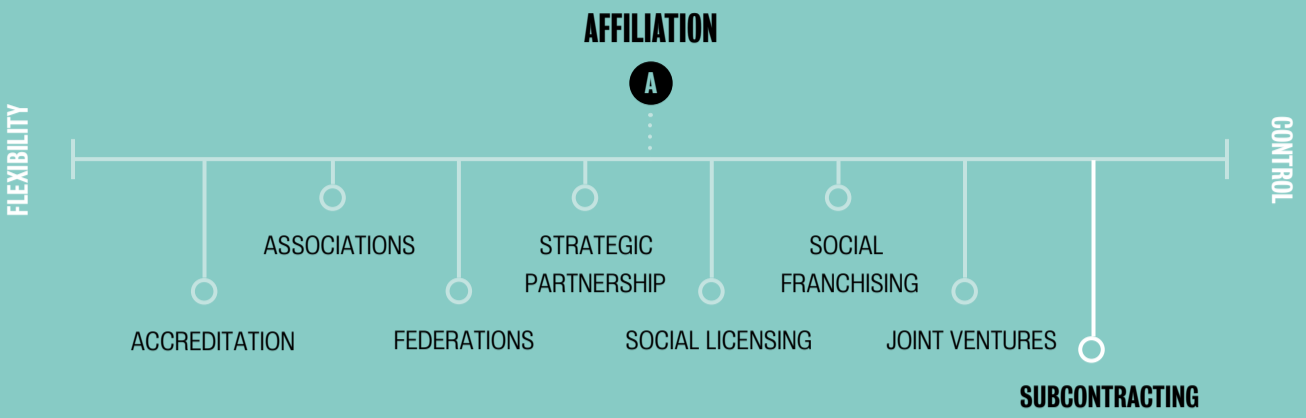 AFFILIATION
A
FLEXIBILITY
CONTROL
ASSOCIATIONS
STRATEGIC
PARTNERSHIP
SOCIAL
FRANCHISING
ACCREDITATION
FEDERATIONS
SOCIAL LICENSING
JOINT VENTURES
SUBCONTRACTING